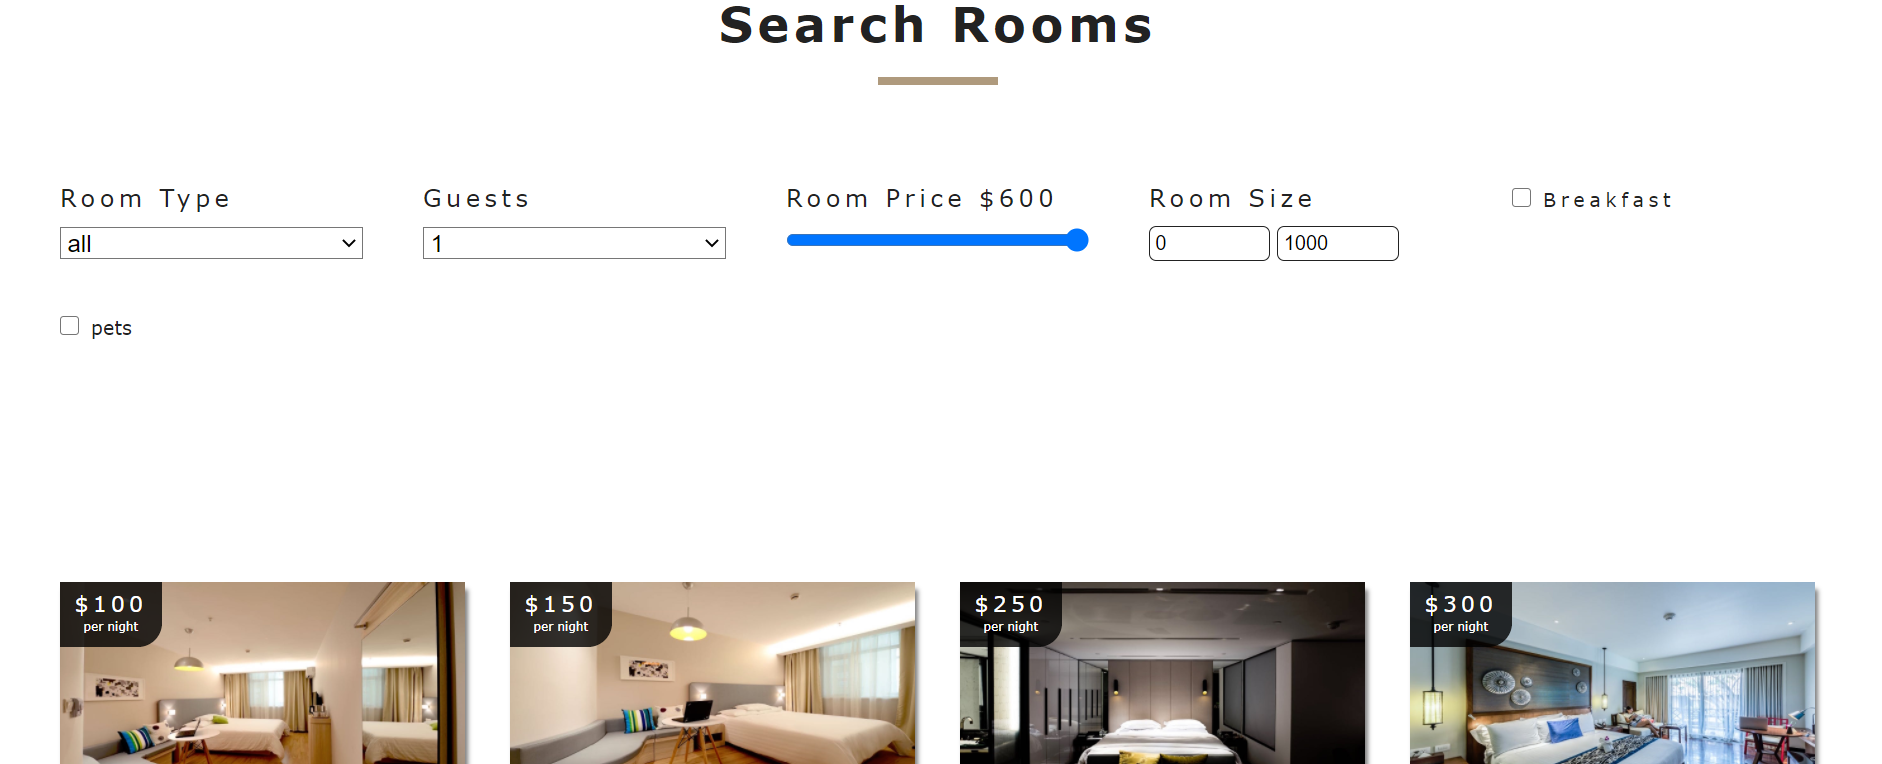 Search Rooms
Room Type
all
Guests
1
Room Price $600
Room Size
0
1000
Breakfast
pets
$100
per night
$150
per night
$250
per night
$300
per night